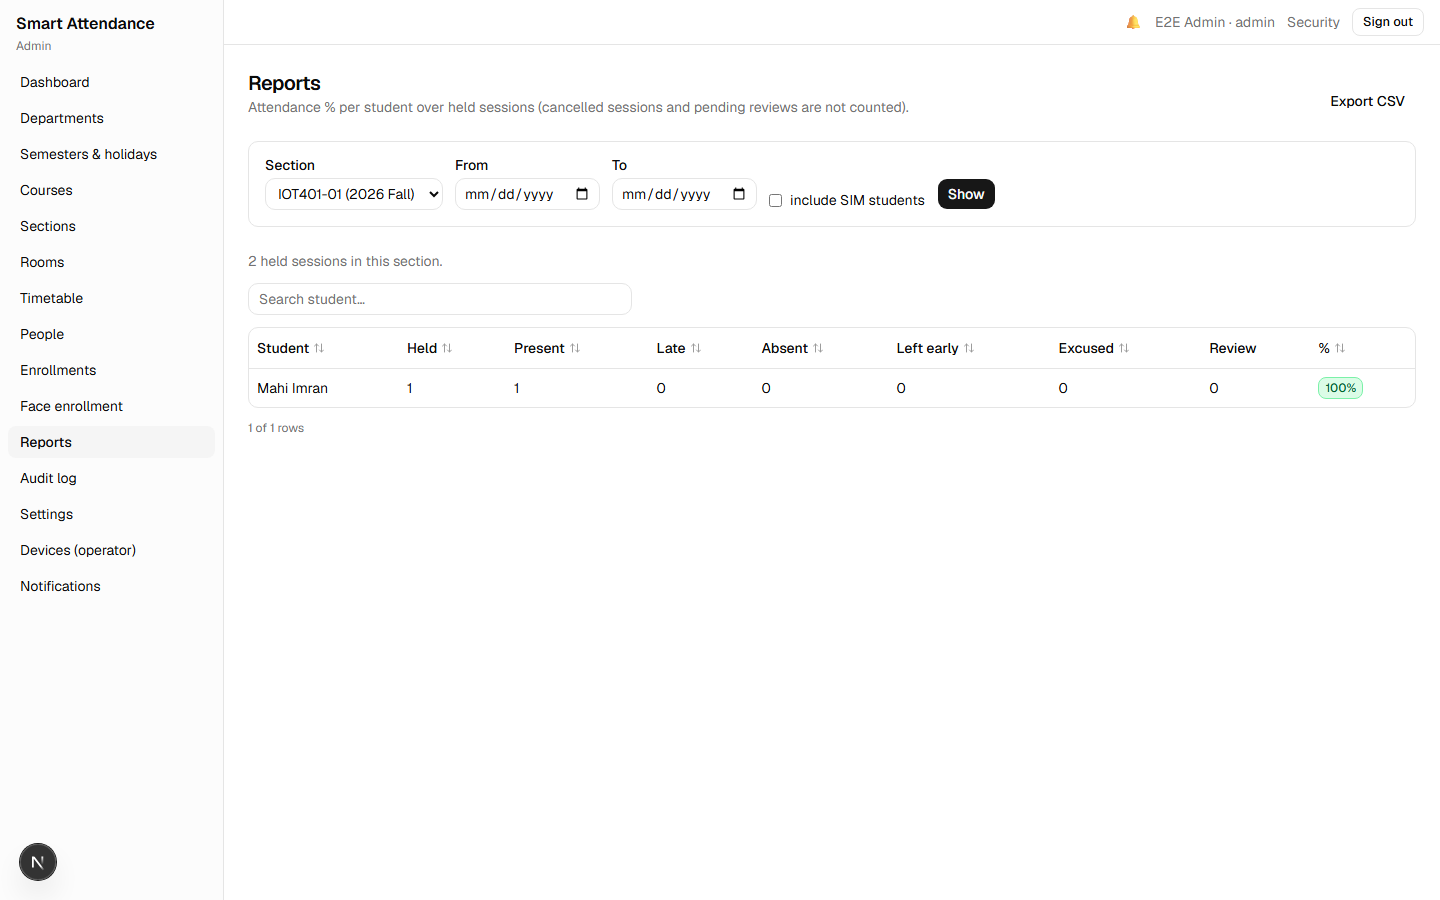 Smart Attendance
Admin
Dashboard
Departments
Semesters & holidays
Courses
Sections
Rooms
Timetable
People
Enrollments
Face enrollment
Reports
Audit log
Settings
Devices (operator)
Notifications
N
E2E Admin · admin Security Sign out
Reports
Attendance % per student over held sessions (cancelled sessions and pending reviews are not counted).
Export CSV
Section From To
IOT401-01 (2026 Fall) mm/dd/yyyy mm/dd/yyyy include SIM students Show
2 held sessions in this section.
Search student...
Student Held Present Late Absent Left early Excused Review %
Mahi Imran 1 1 0 0 0 0 0 100%
1 of 1 rows